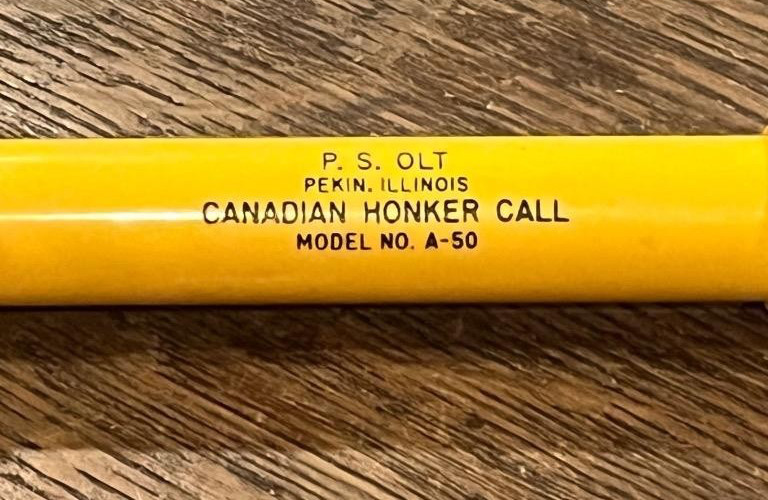 P. S. OLT
PEKIN, ILLINOIS
CANADIAN HONKER CALL
MODEL NO. A-50